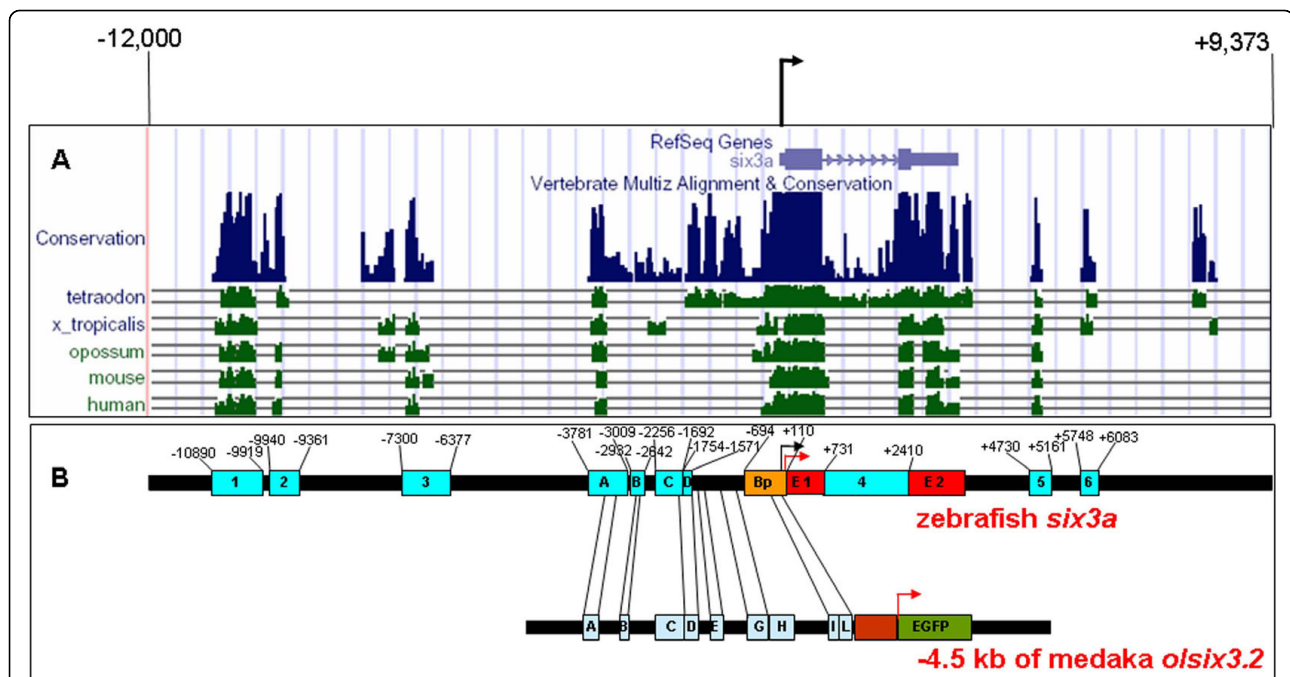 -12,000
+9,373
A
RefSeq Genes
six3a
Vertebrate Multiz Alignment & Conservation
Conservation
tetraodon
x_tropicalis
opossum
mouse
human
B
-10890
-9919
-9940
-9361
-7300
-6377
-3781
-3009
-2932
-2256
-2642
-1692
-1754
-1571
-694
+110
+731
+2410
+4730
+5161
+5748
+6083
1 2 3 A B C D Bp E 1 4 E 2 5 6
zebrafish six3a
A B C D E G H I L EGFP
-4.5 kb of medaka olsix3.2